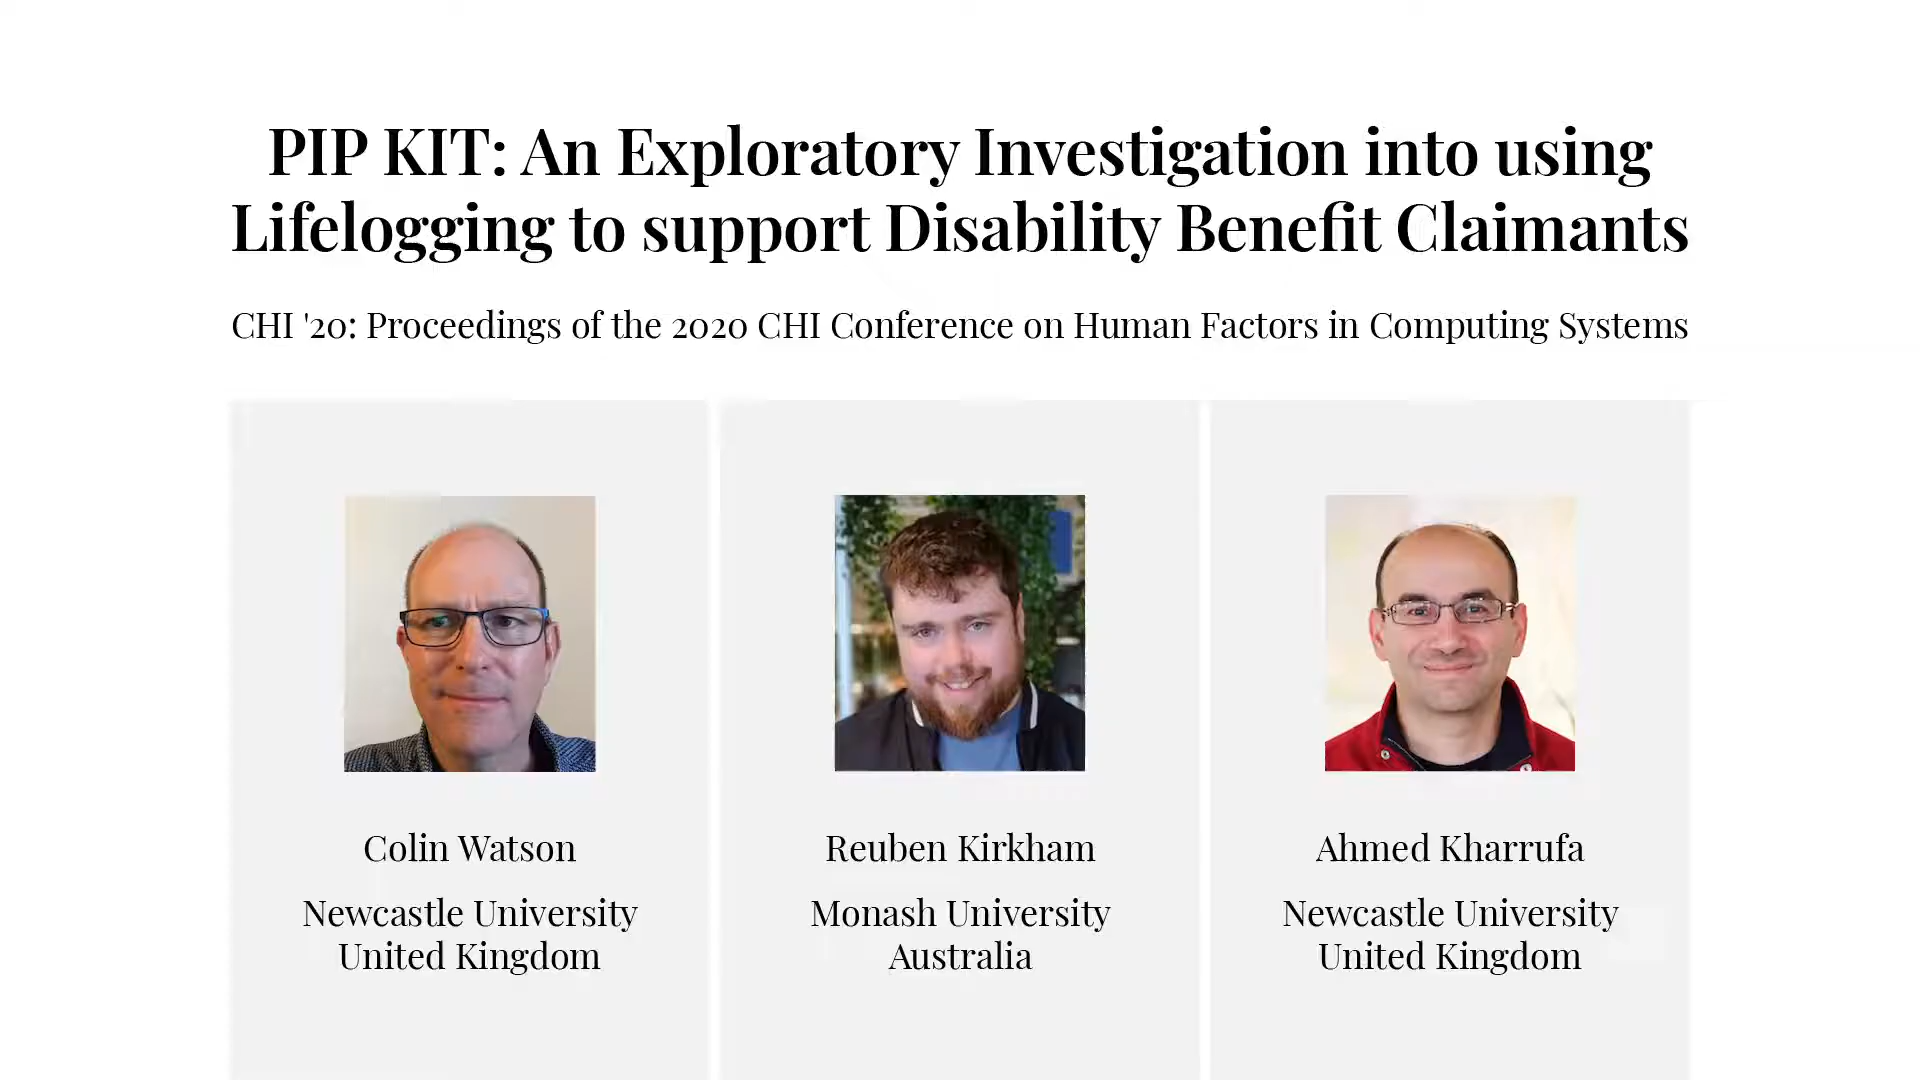 PIP KIT: An Exploratory Investigation into using
Lifelogging to support Disability Benefit Claimants
CHI '20: Proceedings of the 2020 CHI Conference on Human Factors in Computing Systems
Colin Watson
Newcastle University
United Kingdom
Reuben Kirkham
Monash University
Australia
Ahmed Kharrufa
Newcastle University
United Kingdom